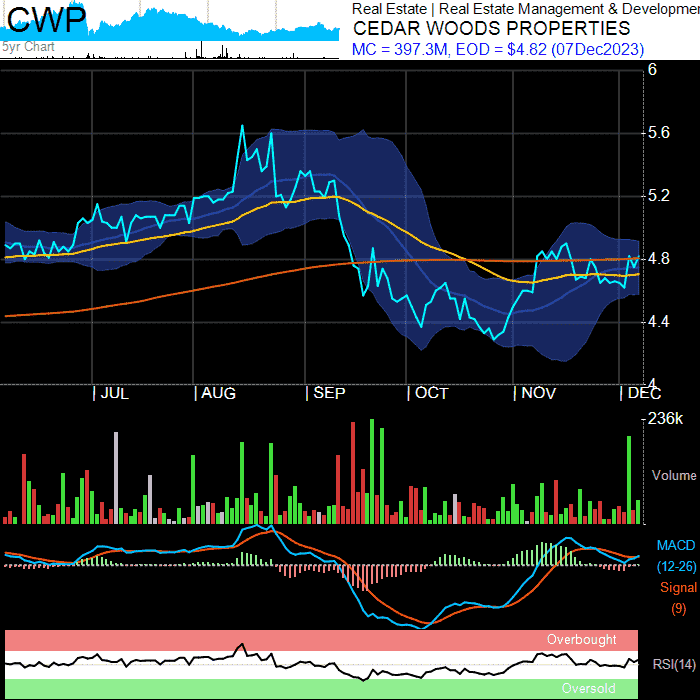 CWP
5yr Chart
Real Estate | Real Estate Management & Developmen
CEDAR WOODS PROPERTIES
MC = 397.3M, EOD = $4.82 (07Dec2023)
6
5.6
5.2
4.8
4.4
4
| JUL | AUG | SEP | OCT | NOV | DEC
236k
Volume
MACD
(12-26)
Signal
(9)
Overbought
RSI(14)
Oversold